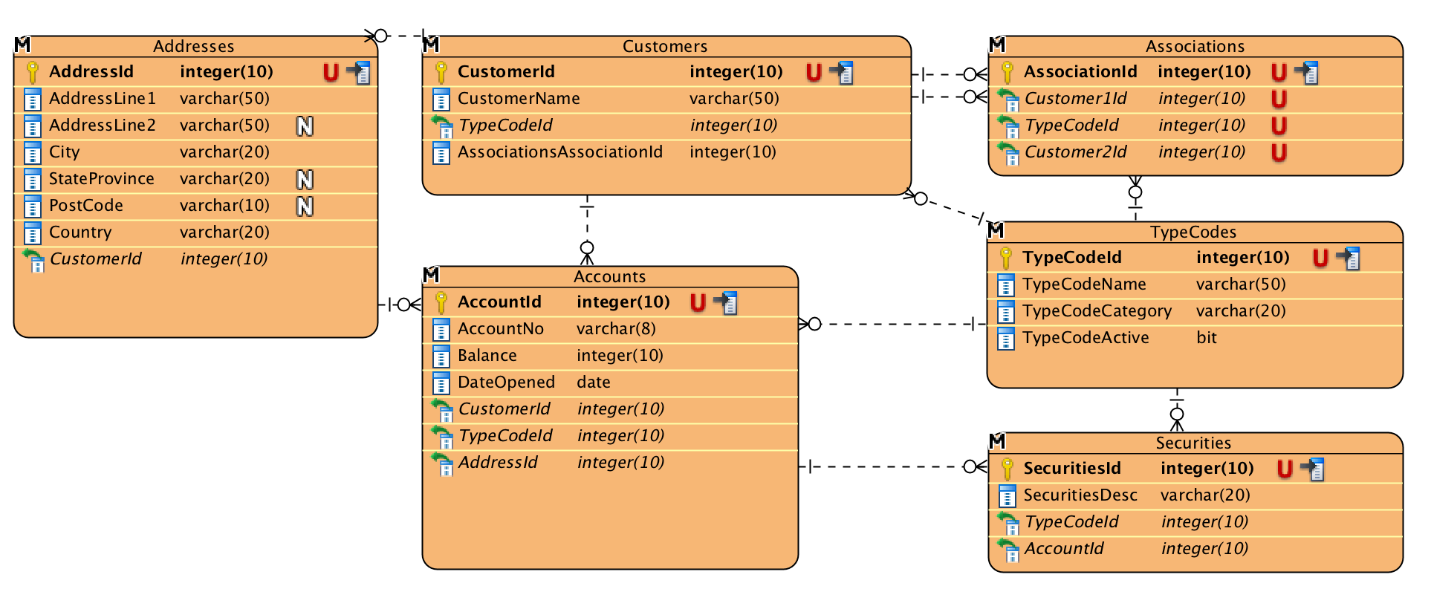 M Addresses
AddressId integer(10) U
AddressLine1 varchar(50)
AddressLine2 varchar(50) N
City varchar(20)
StateProvince varchar(20) N
PostCode varchar(10) N
Country varchar(20)
CustomerId integer(10)
M Customers
CustomerId integer(10) U
CustomerName varchar(50)
TypeCodeId integer(10)
AssociationsAssociationId integer(10)
M Associations
AssociationId integer(10) U
Customer1Id integer(10) U
TypeCodeId integer(10) U
Customer2Id integer(10) U
M Accounts
AccountId integer(10) U
AccountNo varchar(8)
Balance integer(10)
DateOpened date
CustomerId integer(10)
TypeCodeId integer(10)
AddressId integer(10)
M TypeCodes
TypeCodeId integer(10) U
TypeCodeName varchar(50)
TypeCodeCategory varchar(20)
TypeCodeActive bit
M Securities
SecuritiesId integer(10) U
SecuritiesDesc varchar(20)
TypeCodeId integer(10)
AccountId integer(10)